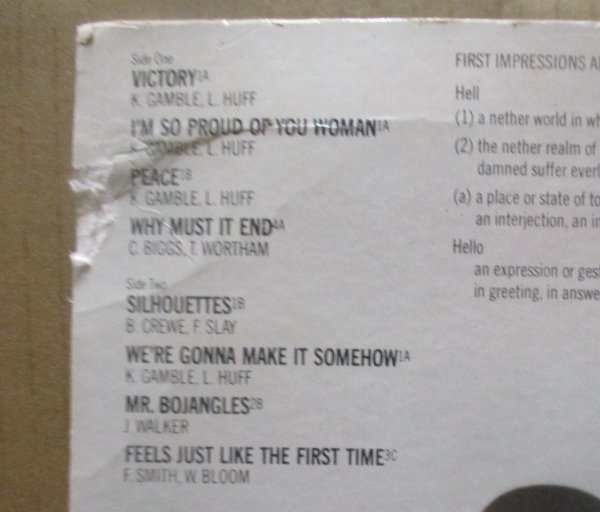 Side One
VICTORY1A
K. GAMBLE, L. HUFF
I'M SO PROUD OF YOU WOMAN1A
K. GAMBLE, L. HUFF
PEACE1B
K. GAMBLE, L. HUFF
WHY MUST IT END4A
C. BIGGS, T. WORTHAM
Side Two
SILHOUETTES1B
B. CREWE, F. SLAY
WE'RE GONNA MAKE IT SOMEHOW1A
K. GAMBLE, L. HUFF
MR. BOJANGLES2B
J. WALKER
FEELS JUST LIKE THE FIRST TIME3C
F. SMITH, W. BLOOM
FIRST IMPRESSIONS
Hell
(1) a nether world in
(2) the nether realm of
damned suffer
(a) a place or state of
an interjection, an
Hello
an expression or
in greeting, in